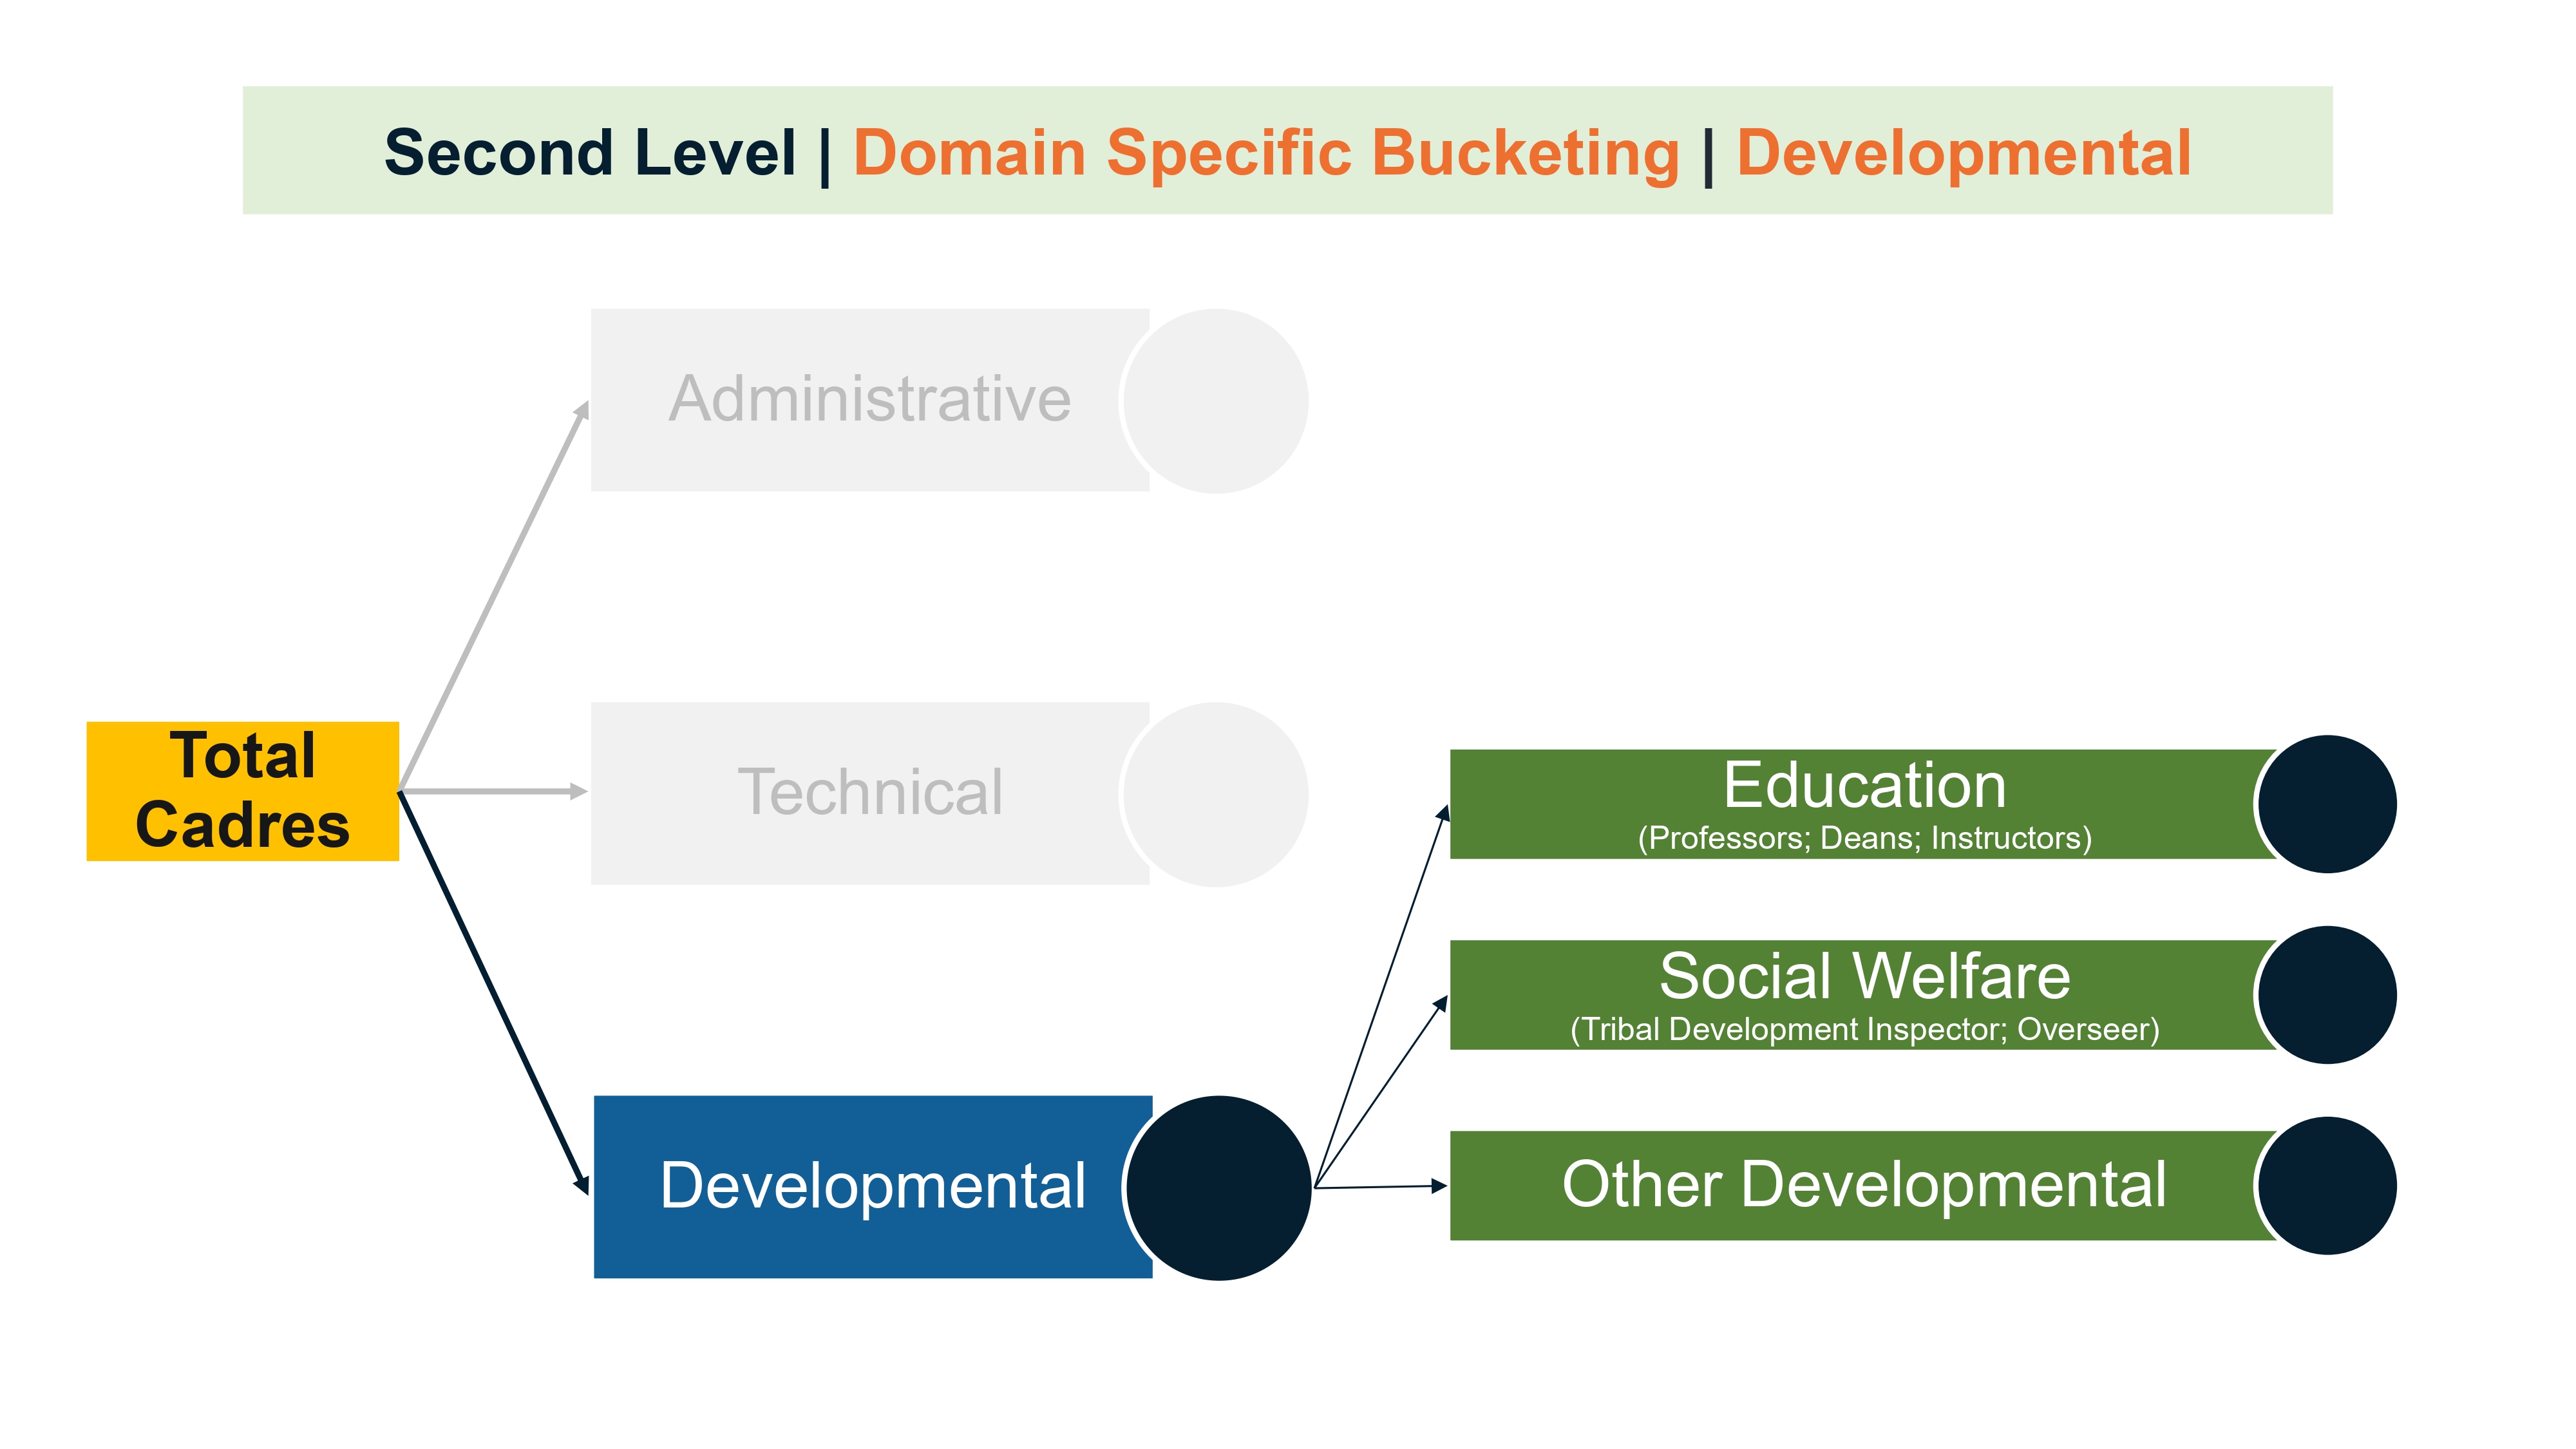 Second Level | Domain Specific Bucketing | Developmental
Administrative
Technical
Total
Cadres
Developmental
Education
(Professors; Deans; Instructors)
Social Welfare
(Tribal Development Inspector; Overseer)
Other Developmental